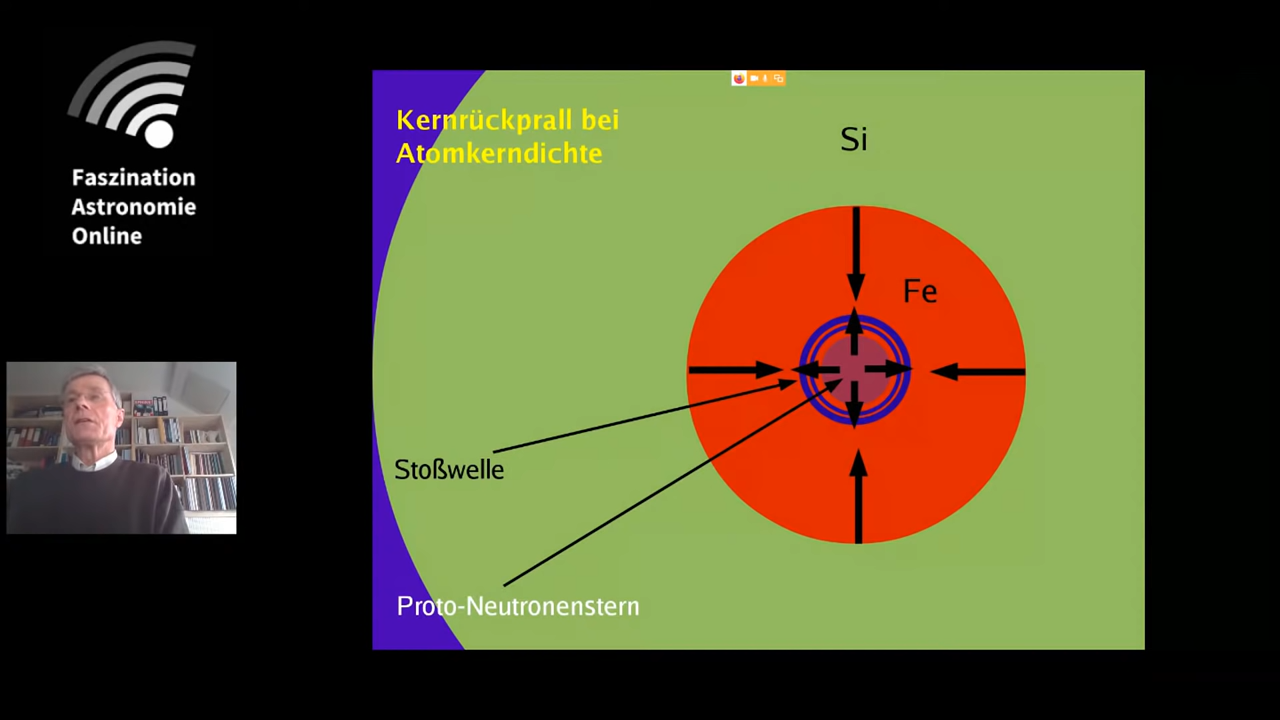 Faszination
Astronomie
Online
Kernrückprall bei
Atomkerndichte
Si
Fe
Stoßwelle
Proto-Neutronenstern